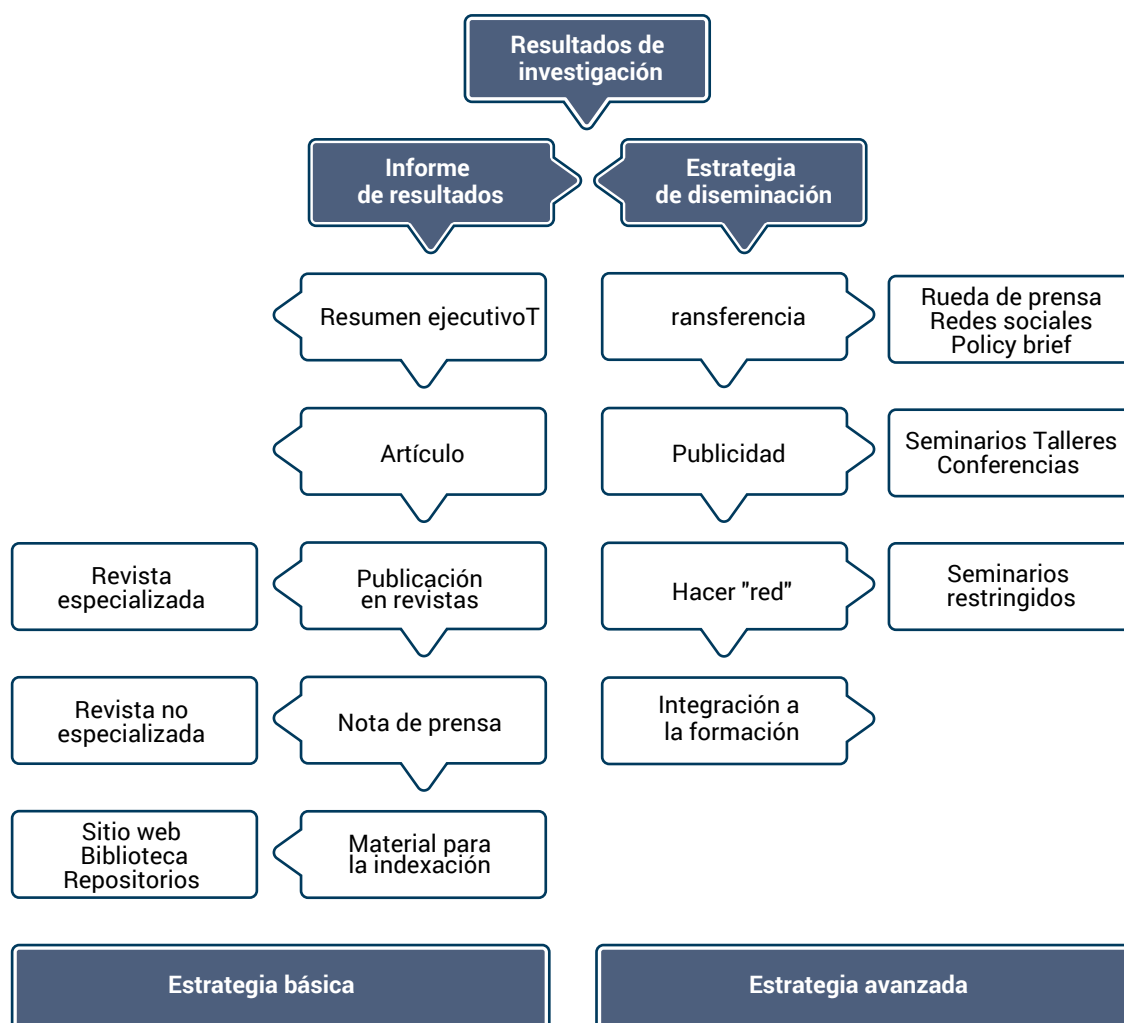 Resultados de
investigación
Informe
de resultados
Estrategia
de diseminación
Resumen ejecutivoT
ransferencia
Rueda de prensa
Redes sociales
Policy brief
Artículo
Publicidad
Seminarios Talleres
Conferencias
Revista
especializada
Publicación
en revistas
Hacer "red"
Seminarios
restringidos
Revista no
especializada
Nota de prensa
Integración a
la formación
Sitio web
Biblioteca
Repositorios
Material para
la indexación
Estrategia básica
Estrategia avanzada